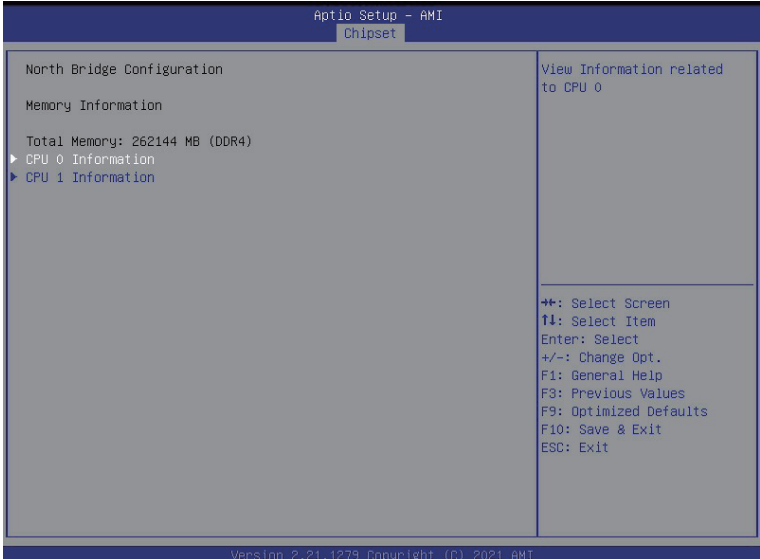 Aptio Setup – AMI
Chipset
North Bridge Configuration
Memory Information
Total Memory: 262144 MB (DDR4)
CPU 0 Information
CPU 1 Information
View Information related
to CPU 0
→←: Select Screen
↑↓: Select Item
Enter: Select
+/-: Change Opt.
F1: General Help
F3: Previous Values
F9: Optimized Defaults
F10: Save & Exit
ESC: Exit
Version 2.21.1279 Copyright (C) 2021 AMI